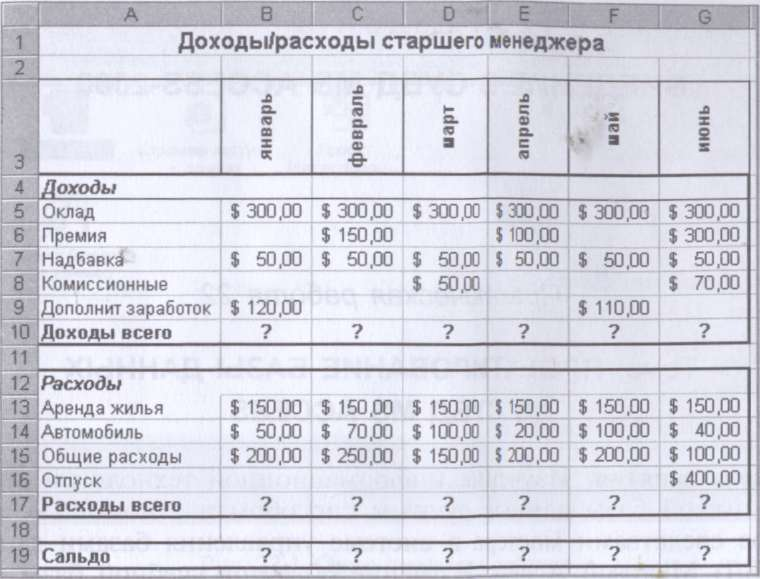 A B C D E F G
1 Доходы/расходы старшего менеджера
2
3 январь февраль март апрель май июнь
4 Доходы
5 Оклад $ 300,00 $ 300,00 $ 300,00 $ 300,00 $ 300,00 $ 300,00
6 Премия $ 150,00 $ 100,00 $ 300,00
7 Надбавка $ 50,00 $ 50,00 $ 50,00 $ 50,00 $ 50,00 $ 50,00
8 Комиссионные $ 50,00 $ 70,00
9 Дополнит заработок $ 120,00 $ 110,00
10 Доходы всего ? ? ? ? ? ?
11
12 Расходы
13 Аренда жилья $ 150,00 $ 150,00 $ 150,00 $ 150,00 $ 150,00 $ 150,00
14 Автомобиль $ 50,00 $ 70,00 $ 100,00 $ 20,00 $ 100,00 $ 40,00
15 Общие расходы $ 200,00 $ 250,00 $ 150,00 $ 200,00 $ 200,00 $ 100,00
16 Отпуск $ 400,00
17 Расходы всего ? ? ? ? ? ?
18
19 Сальдо ? ? ? ? ? ?